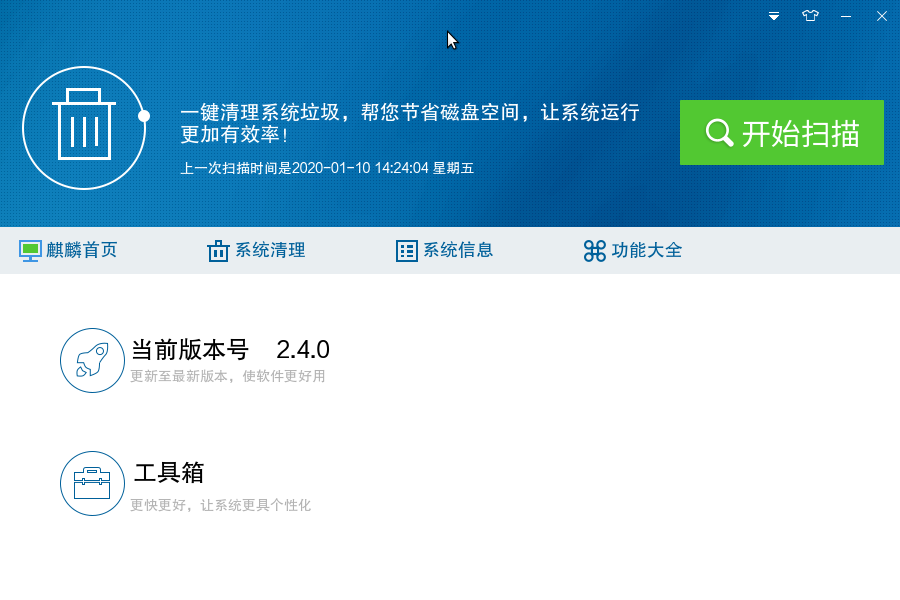 一键清理系统垃圾，帮您节省磁盘空间，让系统运行
更加有效率！
上一次扫描时间是2020-01-10 14:24:04 星期五
开始扫描
麒麟首页 系统清理 系统信息 功能大全
当前版本号 2.4.0
更新至最新版本，使软件更好用
工具箱
更快更好，让系统更具个性化